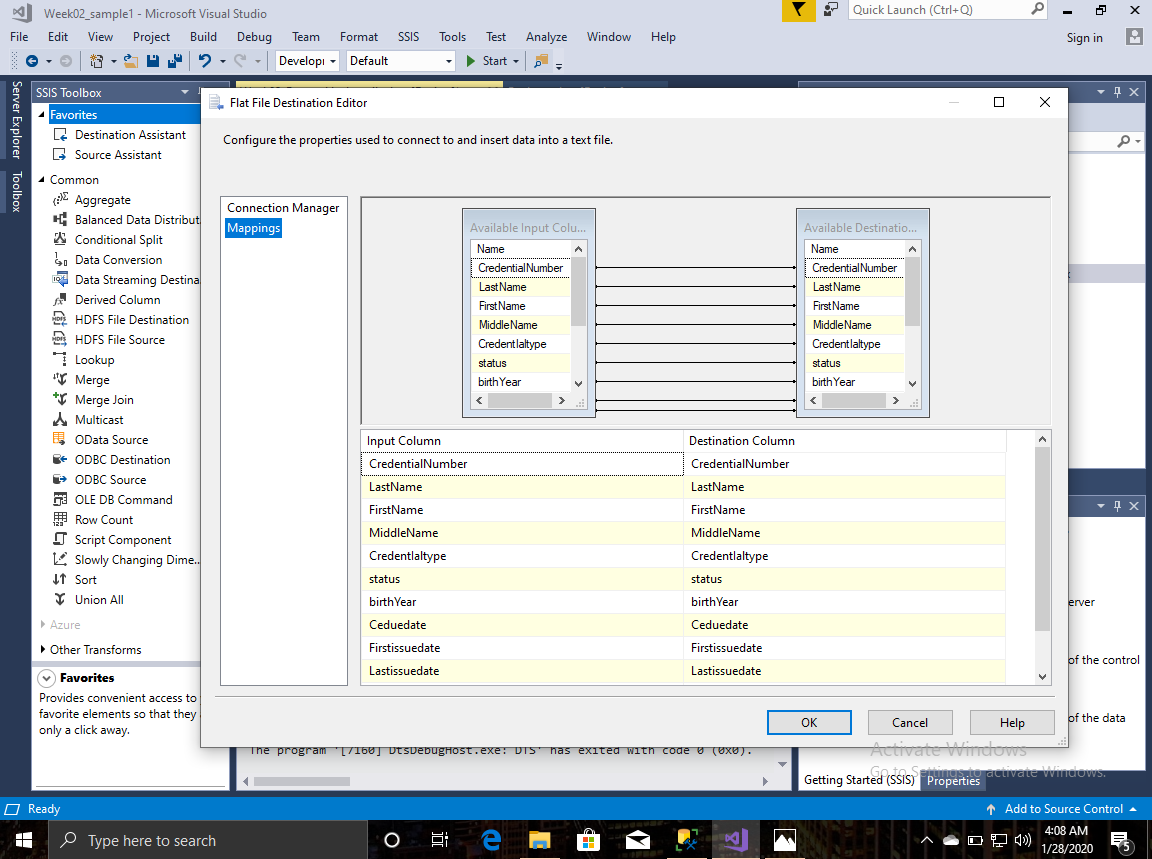 Week02_sample1 - Microsoft Visual Studio
Quick Launch (Ctrl+Q)
File Edit View Project Build Debug Team Format SSIS Tools Test Analyze Window Help
Sign in
Developı Default Start
Server Explorer
Toolbox
SSIS Toolbox
Favorites
Destination Assistant
Source Assistant
Common
Aggregate
Balanced Data Distribut
Conditional Split
Data Conversion
Data Streaming Destina
Derived Column
HDFS File Destination
HDFS File Source
Lookup
Merge
Merge Join
Multicast
OData Source
ODBC Destination
ODBC Source
OLE DB Command
Row Count
Script Component
Slowly Changing Dime..
Sort
Union All
Azure
Other Transforms
Favorites
Provides convenient access to
favorite elements so that they
only a click away.
Flat File Destination Editor
Configure the properties used to connect to and insert data into a text file.
Connection Manager
Mappings
Available Input Colu...
Name
CredentialNumber
LastName
FirstName
MiddleName
CredentIaltype
status
birthYear
Available Destinatio...
Name
CredentialNumber
LastName
FirstName
MiddleName
CredentIaltype
status
birthYear
Input Column Destination Column
CredentialNumber CredentialNumber
LastName LastName
FirstName FirstName
MiddleName MiddleName
CredentIaltype CredentIaltype
status status
birthYear birthYear
Ceduedate Ceduedate
Firstissuedate Firstissuedate
Lastissuedate Lastissuedate
OK Cancel Help
The program '[7160] DtsDebugHost.exe: DTS' has exited with code 0 (0x0).
erver
of the control
of the data
Activate Windows
Go to Settings to activate Windows.
Getting Started (SSIS) Properties
Ready
Add to Source Control
Type here to search
4:08 AM
1/28/2020
5